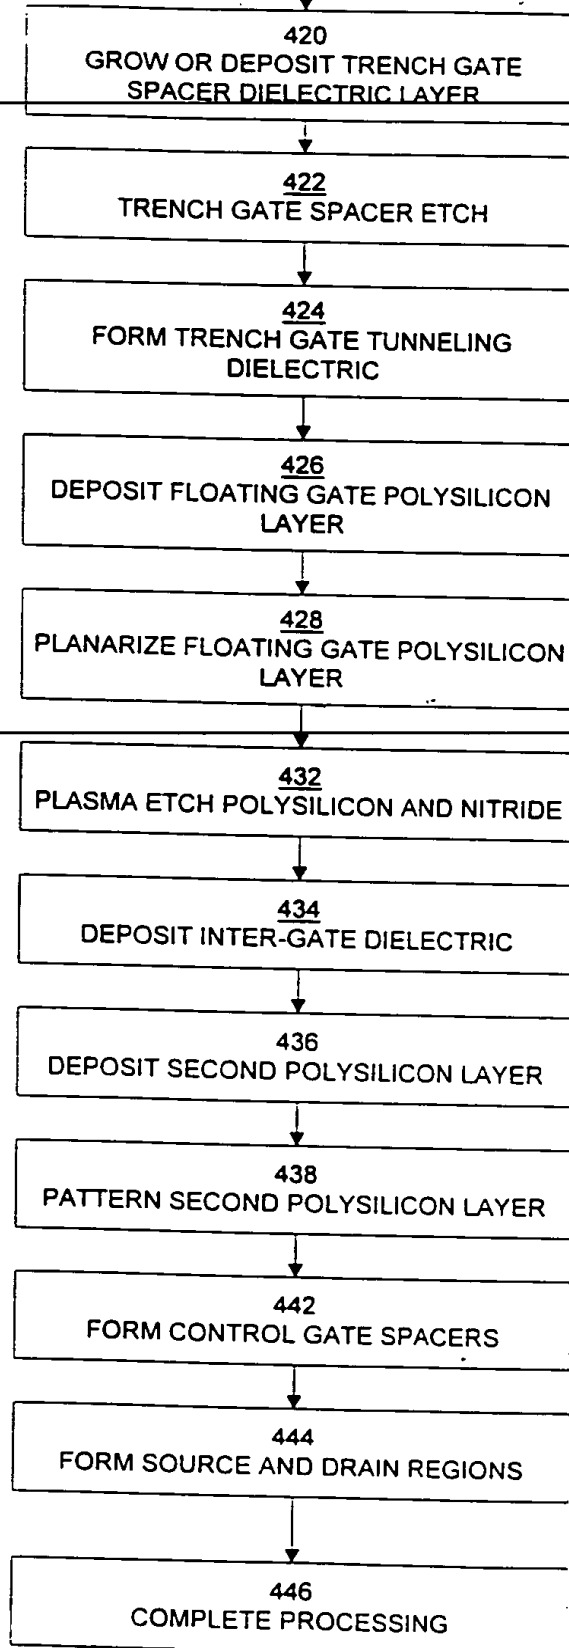 420
GROW OR DEPOSIT TRENCH GATE
SPACER DIELECTRIC LAYER
422
TRENCH GATE SPACER ETCH
424
FORM TRENCH GATE TUNNELING
DIELECTRIC
426
DEPOSIT FLOATING GATE POLYSILICON
LAYER
428
PLANARIZE FLOATING GATE POLYSILICON
LAYER
432
PLASMA ETCH POLYSILICON AND NITRIDE
434
DEPOSIT INTER-GATE DIELECTRIC
436
DEPOSIT SECOND POLYSILICON LAYER
438
PATTERN SECOND POLYSILICON LAYER
442
FORM CONTROL GATE SPACERS
444
FORM SOURCE AND DRAIN REGIONS
446
COMPLETE PROCESSING